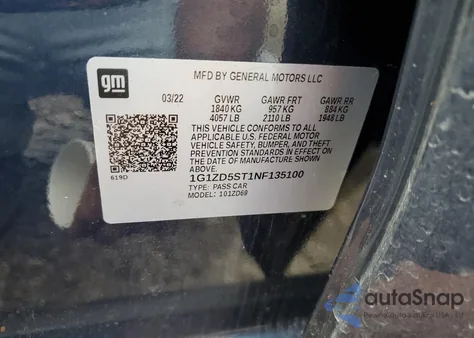 gm
MFD BY GENERAL MOTORS LLC
03/22 GVWR GAWR FRT GAWR RR
1840 KG 957 KG 884 KG
4057 LB 2110 LB 1948 LB
THIS VEHICLE CONFORMS TO ALL
APPLICABLE U.S. FEDERAL MOTOR
VEHICLE SAFETY, BUMPER, AND THEFT
PREVENTION STANDARDS IN EFFECT ON THE
DATE OF MANUFACTURE SHOWN ABOVE.
619D
1G1ZD5ST1NF135100
TYPE: PASS CAR
MODEL: 101ZD69
autoSnap